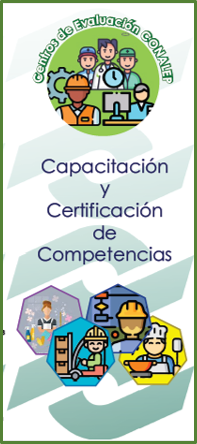 Centros de Evaluación CONALEP
Capacitación
y
Certificación
de
Competencias